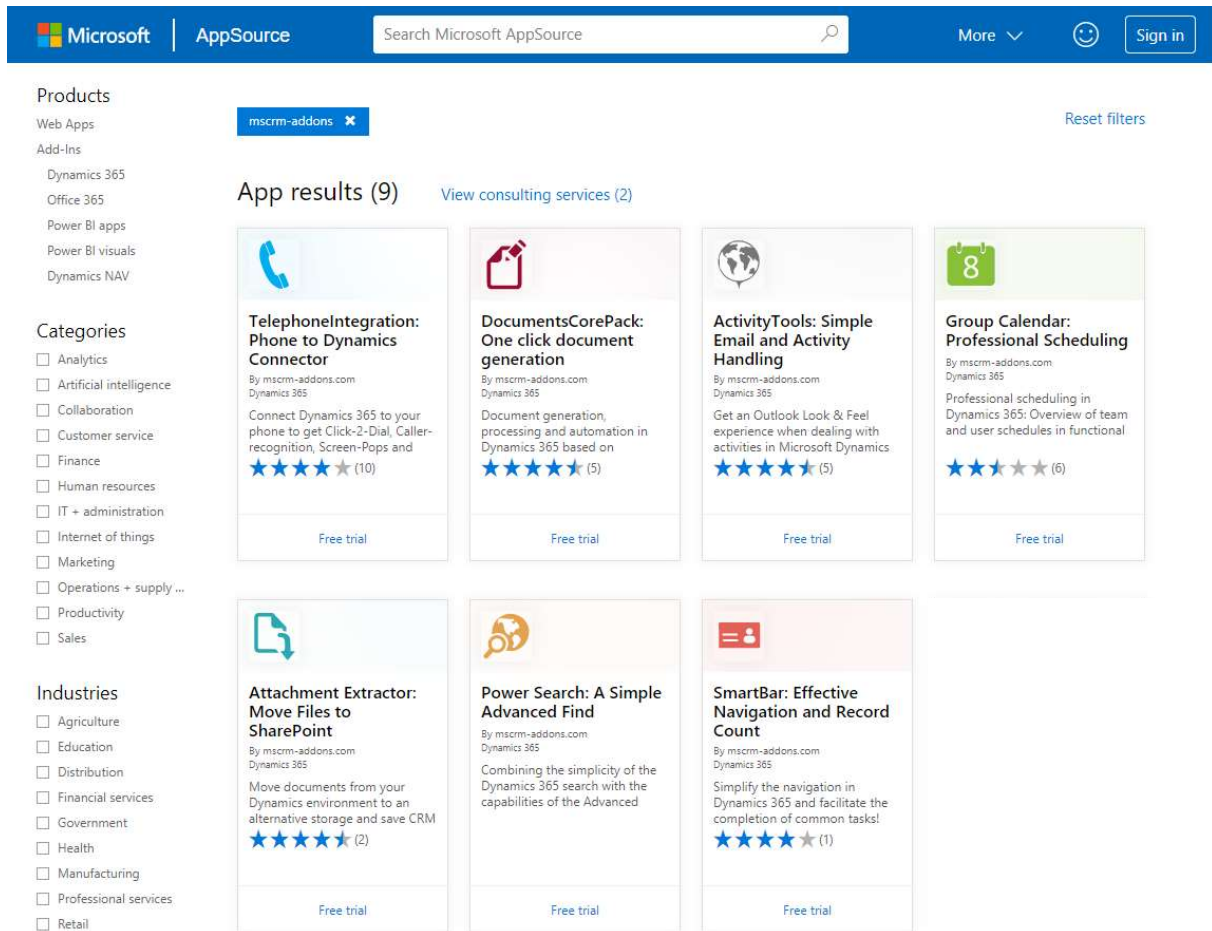 Microsoft
AppSource
Search Microsoft AppSource
More
Sign in
Products
Web Apps
Add-Ins
Dynamics 365
Office 365
Power BI apps
Power BI visuals
Dynamics NAV
Categories
Analytics
Artificial intelligence
Collaboration
Customer service
Finance
Human resources
IT + administration
Internet of things
Marketing
Operations + supply ...
Productivity
Sales
Industries
Agriculture
Education
Distribution
Financial services
Government
Health
Manufacturing
Professional services
Retail
mscrm-addons
Reset filters
App results (9)
View consulting services (2)
TelephoneIntegration:
Phone to Dynamics
Connector
By mscrm-addons.com
Dynamics 365
Connect Dynamics 365 to your
phone to get Click-2-Dial, Caller-
recognition, Screen-Pops and
(10)
Free trial
DocumentsCorePack:
One click document
generation
By mscrm-addons.com
Dynamics 365
Document generation,
processing and automation in
Dynamics 365 based on
(5)
Free trial
ActivityTools: Simple
Email and Activity
Handling
By mscrm-addons.com
Dynamics 365
Get an Outlook Look & Feel
experience when dealing with
activities in Microsoft Dynamics
(5)
Free trial
8
Group Calendar:
Professional Scheduling
By mscrm-addons.com
Dynamics 365
Professional scheduling in
Dynamics 365: Overview of team
and user schedules in functional
(6)
Free trial
Attachment Extractor:
Move Files to
SharePoint
By mscrm-addons.com
Dynamics 365
Move documents from your
Dynamics environment to an
alternative storage and save CRM
(2)
Free trial
Power Search: A Simple
Advanced Find
By mscrm-addons.com
Dynamics 365
Combining the simplicity of the
Dynamics 365 search with the
capabilities of the Advanced
Free trial
SmartBar: Effective
Navigation and Record
Count
By mscrm-addons.com
Dynamics 365
Simplify the navigation in
Dynamics 365 and facilitate the
completion of common tasks!
(1)
Free trial